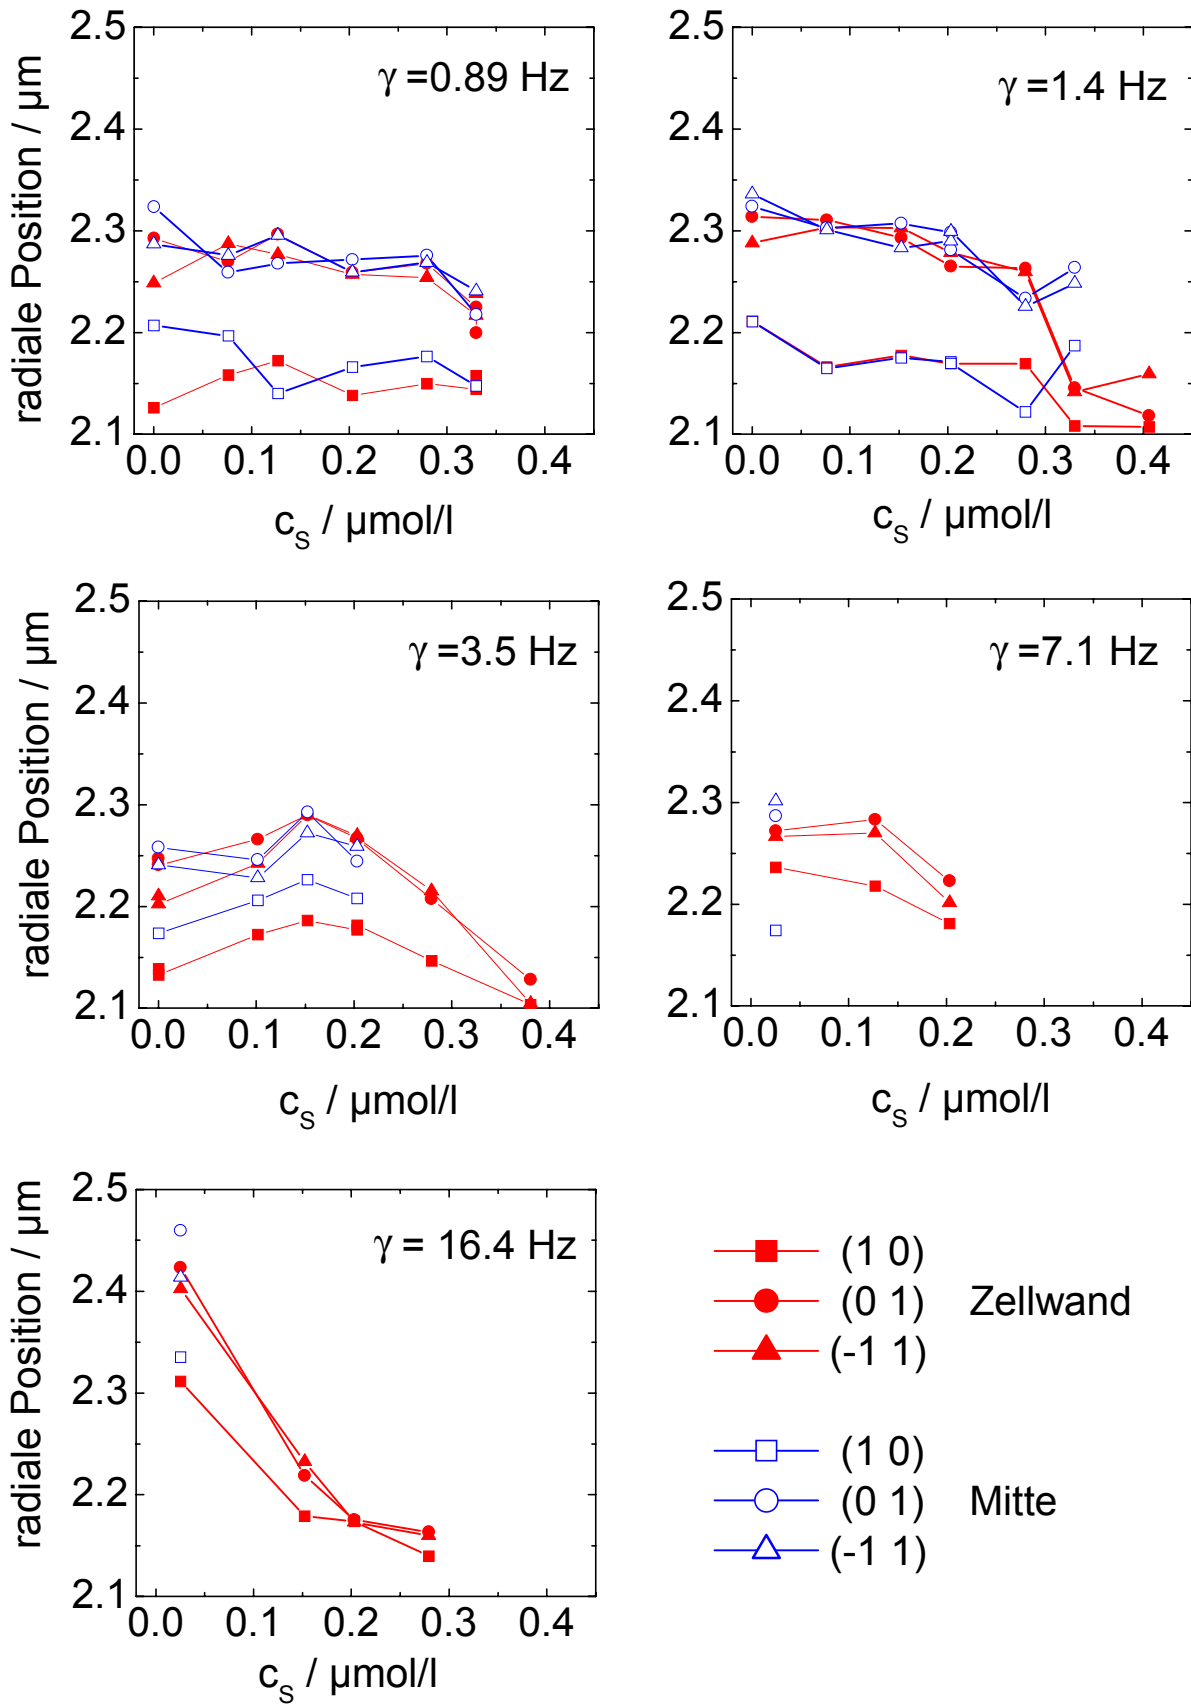 γ =0.89 Hz
radiale Position / µm
2.5
2.4
2.3
2.2
2.1
0.0 0.1 0.2 0.3 0.4
c_S / µmol/l
γ =1.4 Hz
2.5
2.4
2.3
2.2
2.1
0.0 0.1 0.2 0.3 0.4
c_S / µmol/l
γ =3.5 Hz
radiale Position / µm
2.5
2.4
2.3
2.2
2.1
0.0 0.1 0.2 0.3 0.4
c_S / µmol/l
γ =7.1 Hz
2.5
2.4
2.3
2.2
2.1
0.0 0.1 0.2 0.3 0.4
c_S / µmol/l
γ = 16.4 Hz
radiale Position / µm
2.5
2.4
2.3
2.2
2.1
0.0 0.1 0.2 0.3 0.4
c_S / µmol/l
(1 0)
(0 1) Zellwand
(-1 1)
(1 0)
(0 1) Mitte
(-1 1)